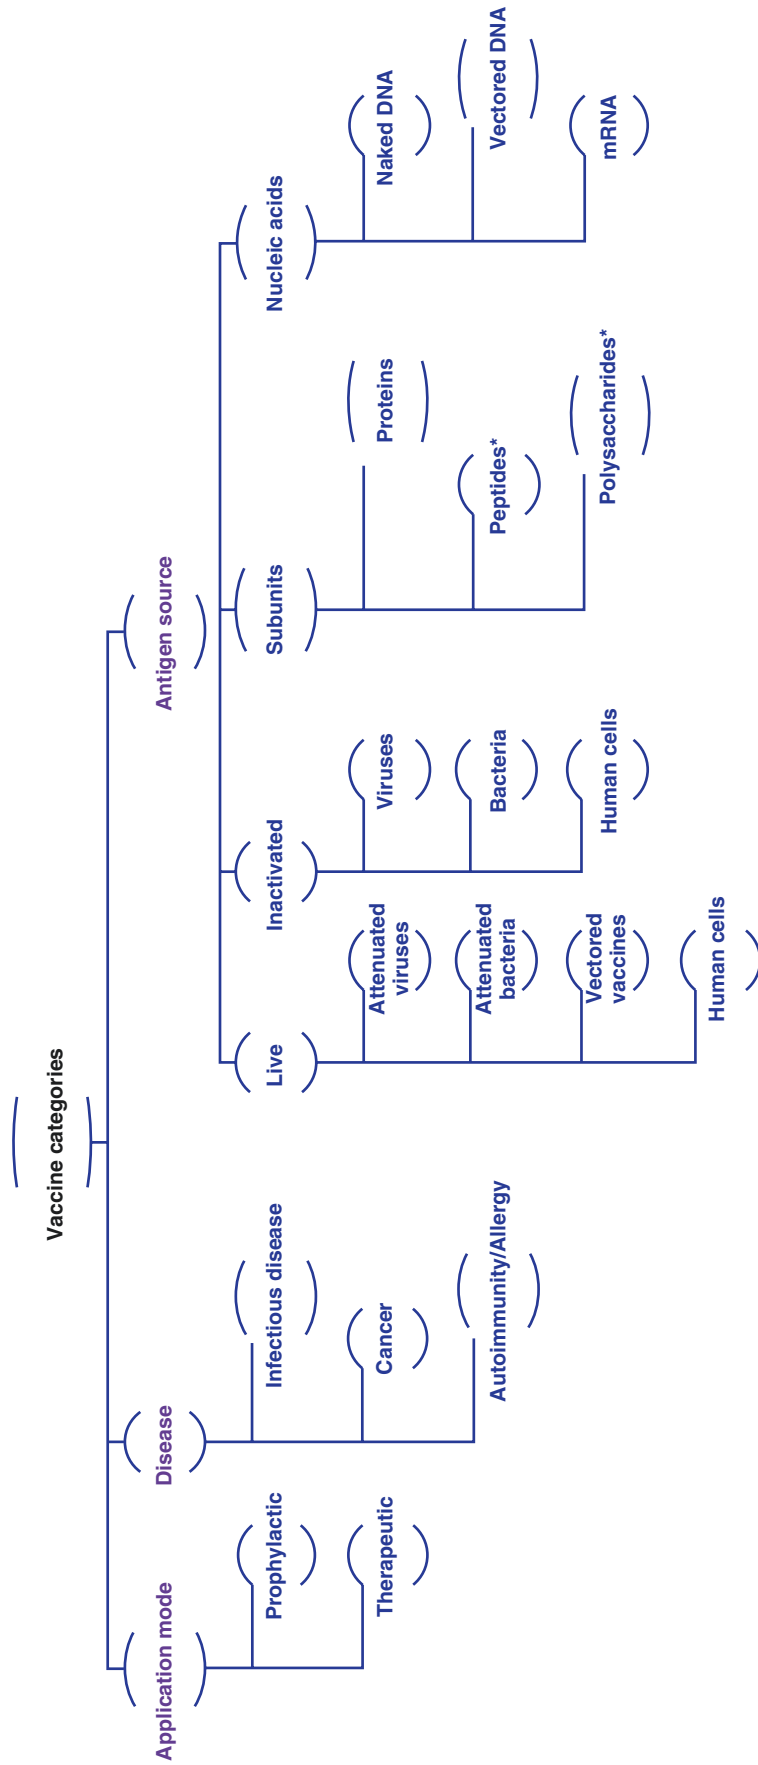 Vaccine categories
Application mode
Prophylactic
Therapeutic
Disease
Infectious disease
Cancer
Autoimmunity/Allergy
Antigen source
Live
Attenuated
viruses
Attenuated
bacteria
Vectored
vaccines
Human cells
Inactivated
Viruses
Bacteria
Human cells
Subunits
Proteins
Peptides*
Polysaccharides*
Nucleic acids
Naked DNA
Vectored DNA
mRNA